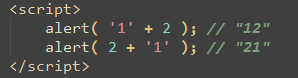 <script>
    alert( '1' + 2 ); // "12"
    alert( 2 + '1' ); // "21"
</script>